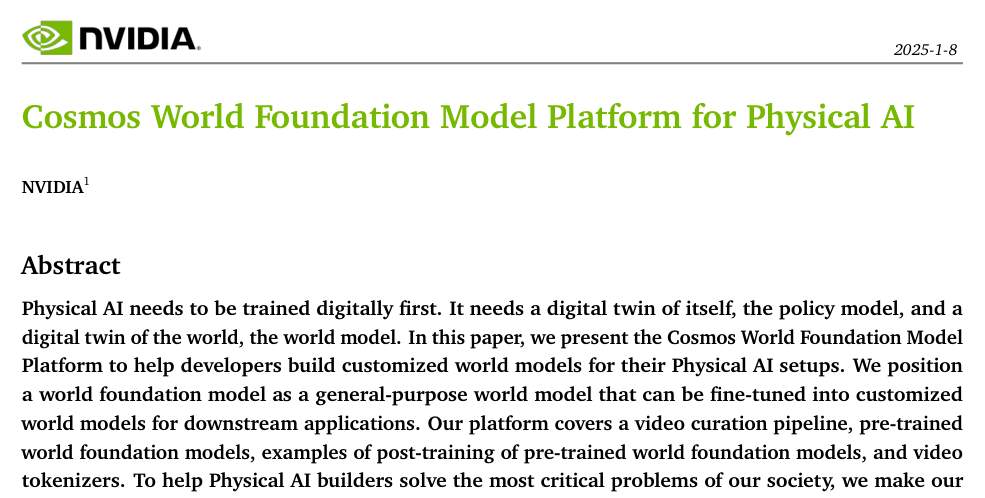 NVIDIA.
2025-1-8
Cosmos World Foundation Model Platform for Physical AI
NVIDIA1
Abstract
Physical AI needs to be trained digitally first. It needs a digital twin of itself, the policy model, and a
digital twin of the world, the world model. In this paper, we present the Cosmos World Foundation Model
Platform to help developers build customized world models for their Physical AI setups. We position
a world foundation model as a general-purpose world model that can be fine-tuned into customized
world models for downstream applications. Our platform covers a video curation pipeline, pre-trained
world foundation models, examples of post-training of pre-trained world foundation models, and video
tokenizers. To help Physical AI builders solve the most critical problems of our society, we make our